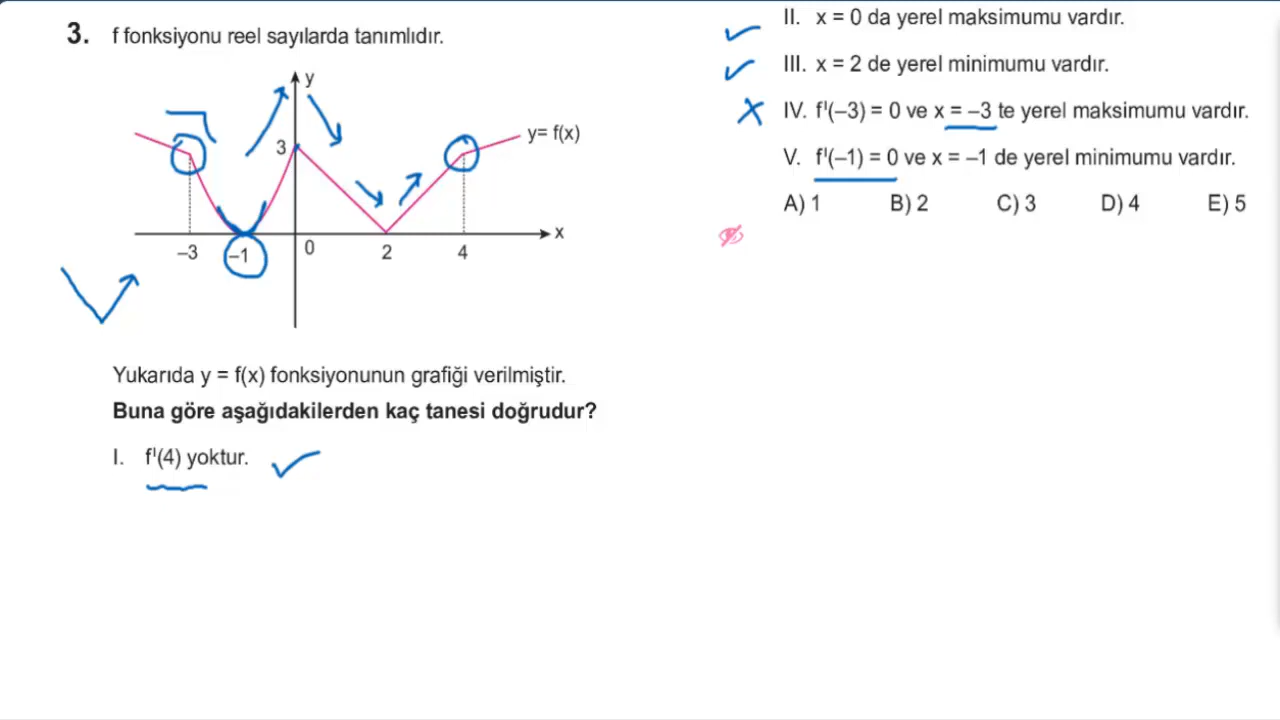 3. f fonksiyonu reel sayılarda tanımlıdır.
y
3
y= f(x)
x
–3
–1
0
2
4
Yukarıda y = f(x) fonksiyonunun grafiği verilmiştir.
Buna göre aşağıdakilerden kaç tanesi doğrudur?
I. f'(4) yoktur.
II. x = 0 da yerel maksimumu vardır.
III. x = 2 de yerel minimumu vardır.
IV. f'(–3) = 0 ve x = –3 te yerel maksimumu vardır.
V. f'(–1) = 0 ve x = –1 de yerel minimumu vardır.
A) 1 B) 2 C) 3 D) 4 E) 5